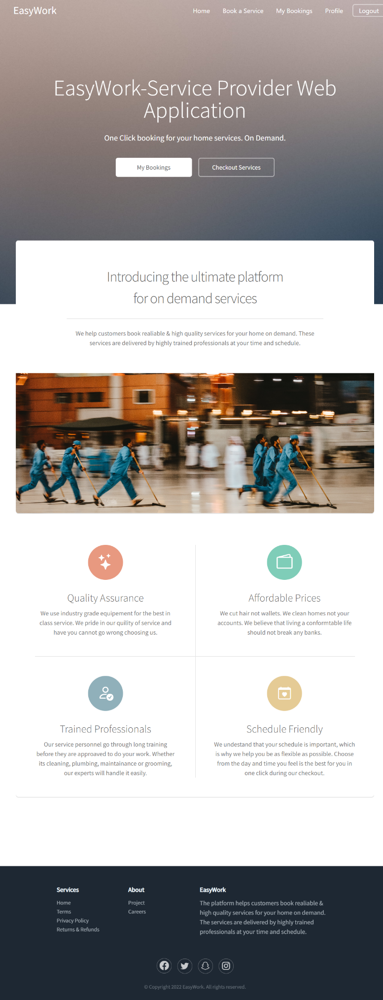 EasyWork
Home Book a Service My Bookings Profile Logout
EasyWork-Service Provider Web
Application
One Click booking for your home services. On Demand.
My Bookings Checkout Services
Introducing the ultimate platform
for on demand services
We help customers book realiable & high quality services for your home on demand. These
services are delivered by highly trained professionals at your time and schedule.
Quality Assurance
We use industry grade equipement for the best in
class service. We pride in our quility of service and
have you cannot go wrong choosing us.
Affordable Prices
We cut hair not wallets. We clean homes not your
accounts. We believe that living a conformtable life
should not break any banks.
Trained Professionals
Our service personnel go through long training
before they are approaved to do your work. Whether
its cleaning, plumbing, maintainance or grooming,
our experts will handle it easily.
Schedule Friendly
We undestand that your schedule is important, which
is why we help you be as flexible as possible. Choose
from the day and time you feel is the best for you in
one click during our checkout.
Services
Home
Terms
Privacy Policy
Returns & Refunds
About
Project
Careers
EasyWork
The platform helps customers book realiable &
high quality services for your home on demand.
The services are delivered by highly trained
professionals at your time and schedule.
© Copyright 2022 EasyWork. All rights reserved.